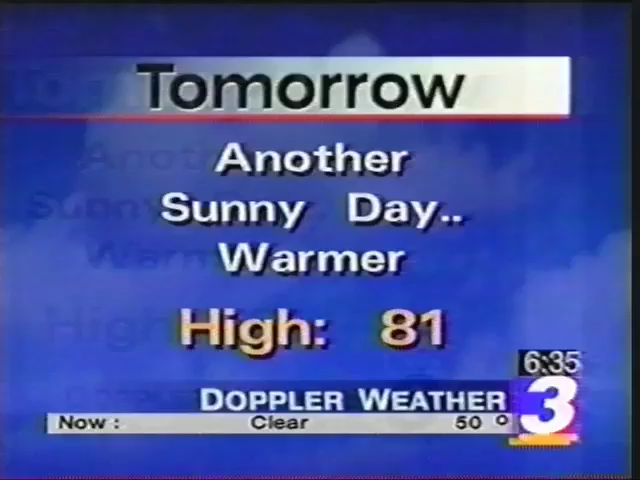 Tomorrow
Another
Sunny Day..
Warmer
High: 81
6:35
DOPPLER WEATHER 3
Now : Clear 50°